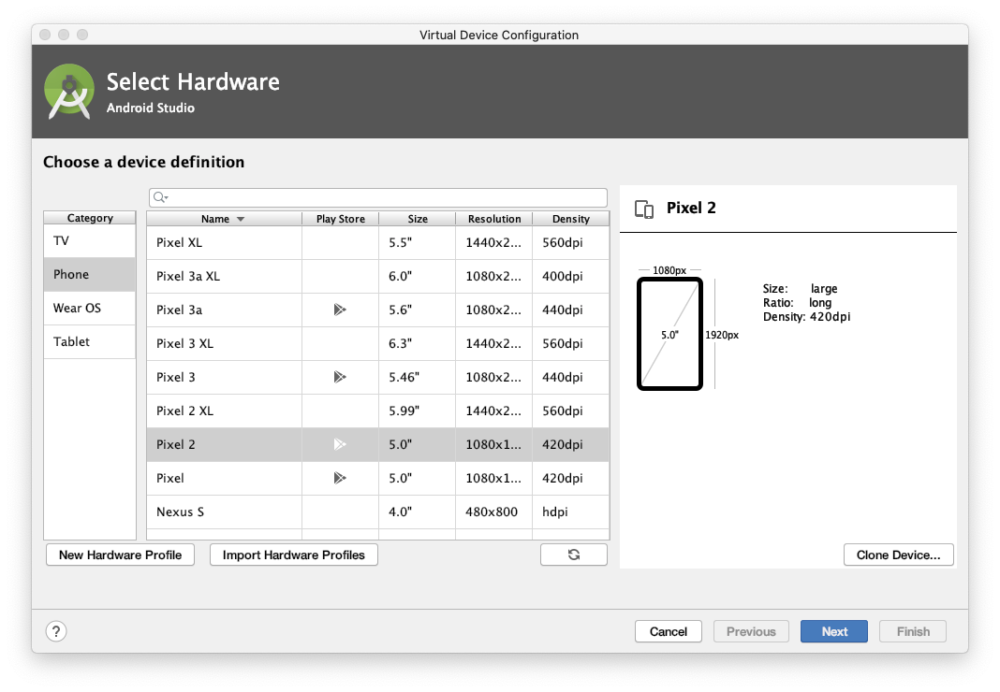 Virtual Device Configuration
Select Hardware
Android Studio
Choose a device definition
Category
TV
Phone
Wear OS
Tablet
Name Play Store Size Resolution Density
Pixel XL 5.5" 1440x2... 560dpi
Pixel 3a XL 6.0" 1080x2... 400dpi
Pixel 3a 5.6" 1080x2... 440dpi
Pixel 3 XL 6.3" 1440x2... 560dpi
Pixel 3 5.46" 1080x2... 440dpi
Pixel 2 XL 5.99" 1440x2... 560dpi
Pixel 2 5.0" 1080x1... 420dpi
Pixel 5.0" 1080x1... 420dpi
Nexus S 4.0" 480x800 hdpi
New Hardware Profile
Import Hardware Profiles
Pixel 2
1080px
5.0"
1920px
Size: large
Ratio: long
Density: 420dpi
Clone Device...
?
Cancel
Previous
Next
Finish